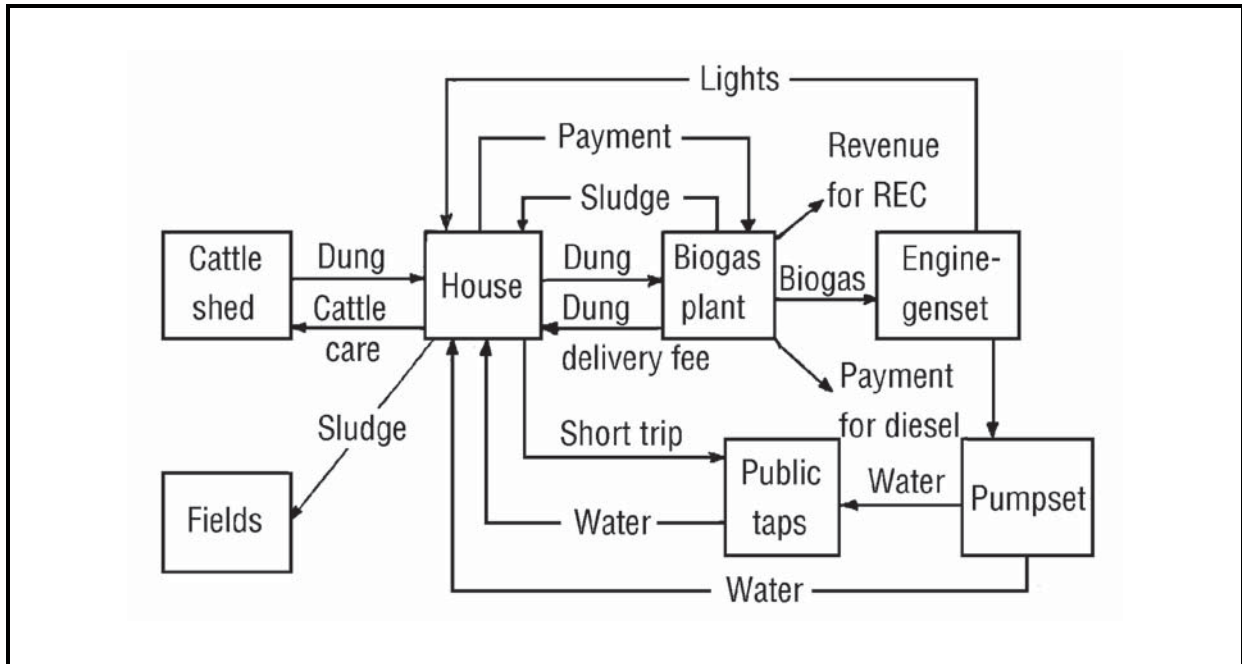 Lights
Payment
Revenue
for REC
Sludge
Cattle
shed
Dung
House
Dung
Biogas
plant
Biogas
Engine-
genset
Cattle
care
Dung
delivery fee
Payment
for diesel
Sludge
Short trip
Public
taps
Water
Pumpset
Fields
Water
Water